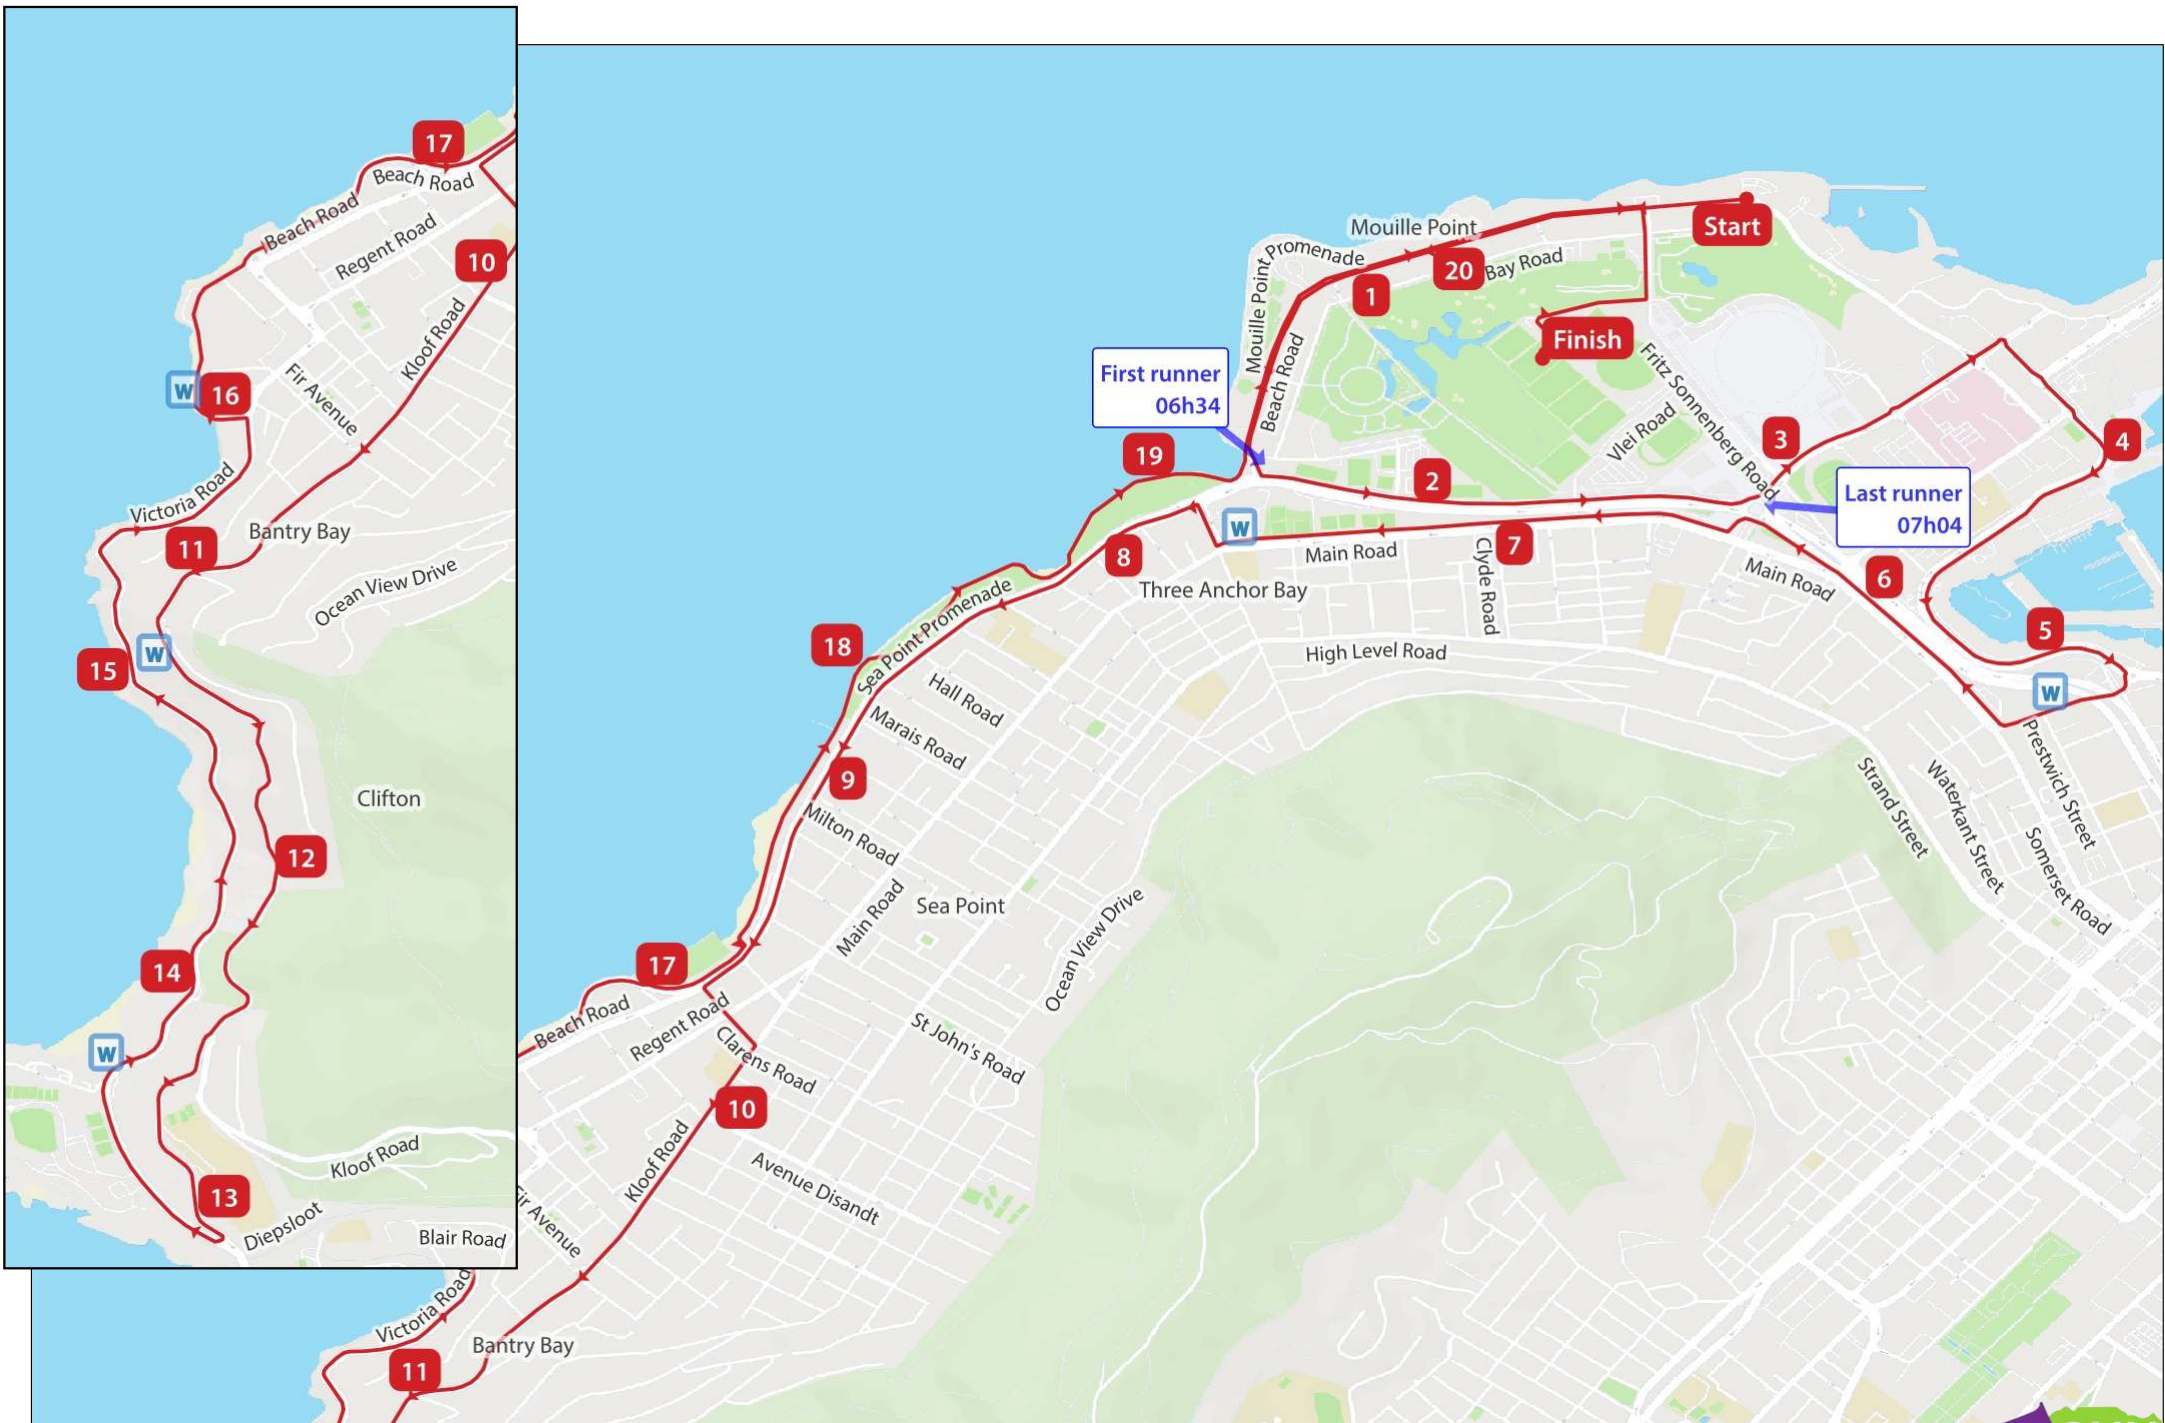 17
Beach Road
Beach Road
Regent Road
10
Kloof Road
Fir Avenue
W
16
Victoria Road
11
Bantry Bay
Ocean View Drive
W
15
Clifton
12
14
W
Kloof Road
13
Diepsloot
Blair Road
Start
Mouille Point
Mouille Point Promenade
20
Bay Road
1
Finish
Beach Road
First runner
06h34
Fritz Sonnenberg Road
Vlei Road
3
4
19
2
Last runner
07h04
W
7
Main Road
Clyde Road
8
Three Anchor Bay
Main Road
6
5
W
Sea Point Promenade
18
High Level Road
Hall Road
Marais Road
9
Milton Road
Main Road
Sea Point
Ocean View Drive
Prestwich Street
Strand Street
Waterkant Street
Somerset Road
17
Beach Road
Regent Road
Clarens Road
St John's Road
10
Kloof Road
Avenue Disandt
Fir Avenue
Victoria Road
Bantry Bay
11